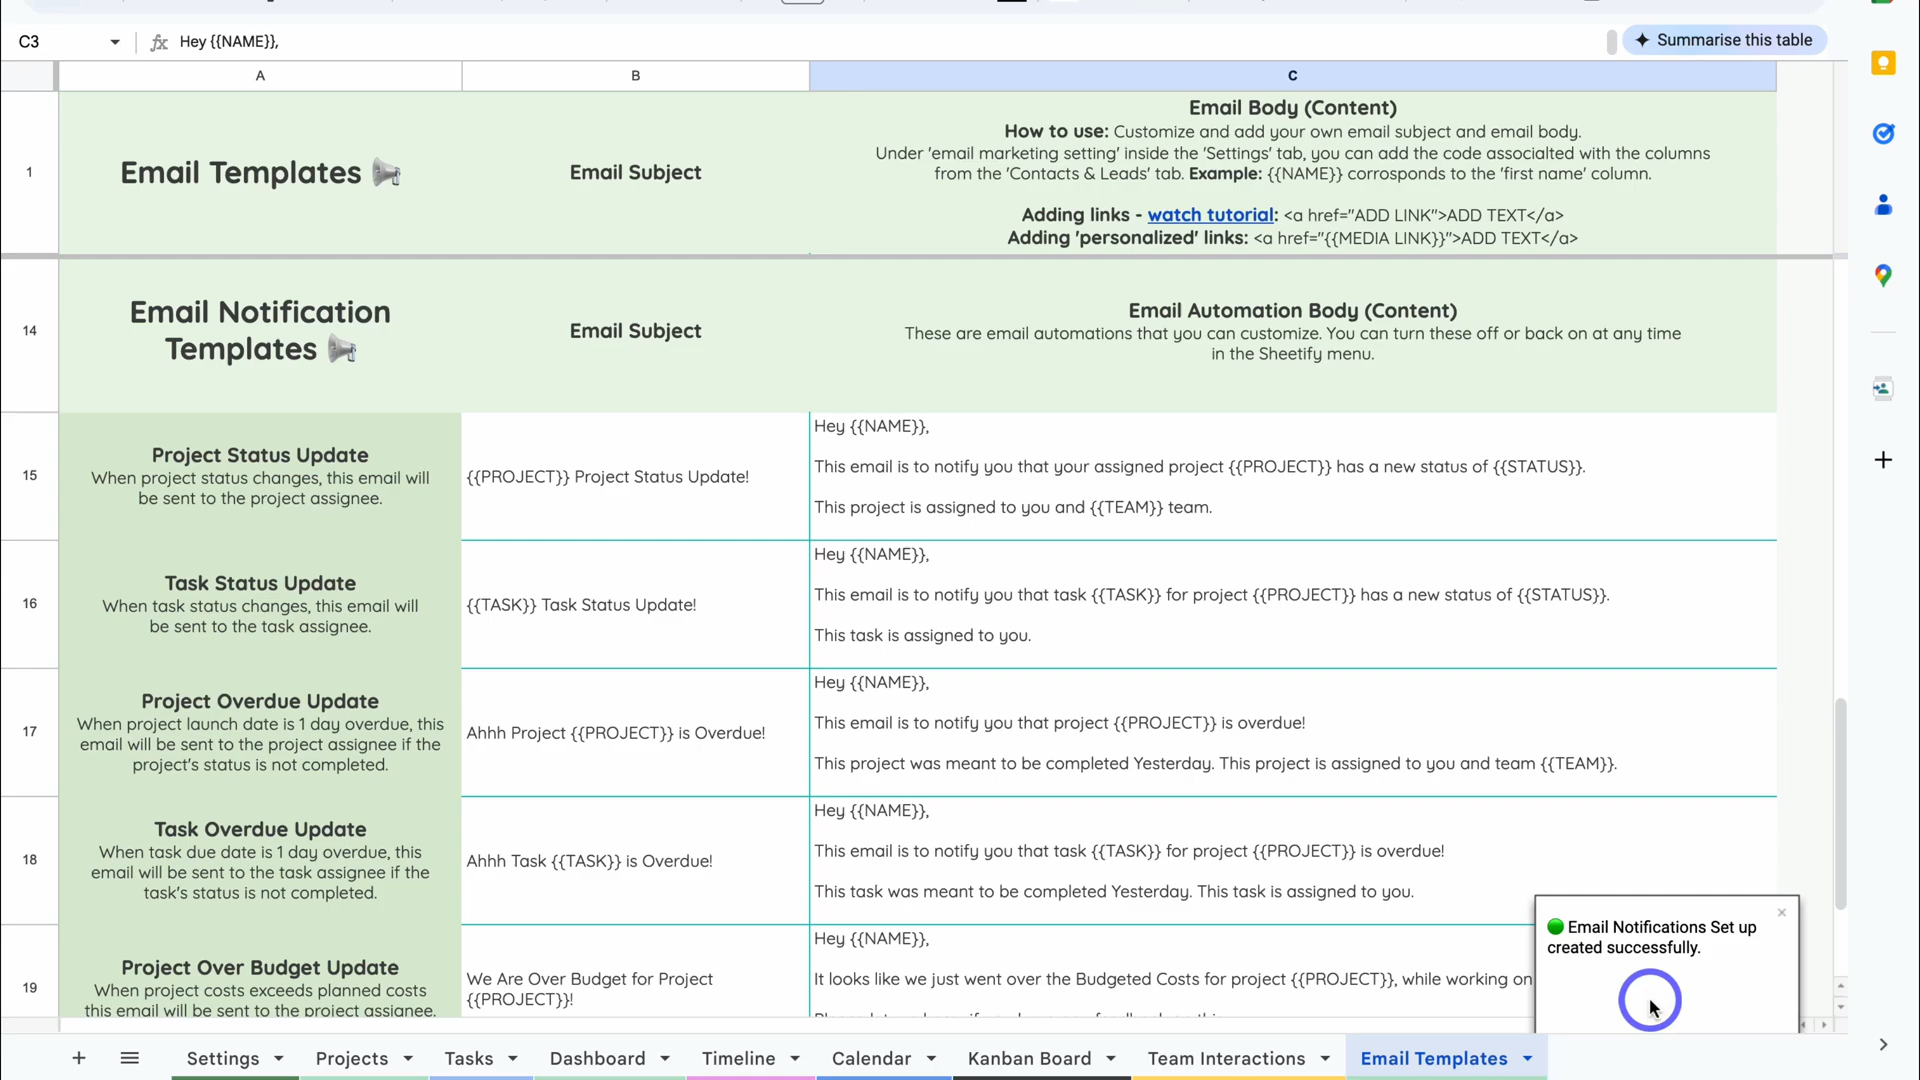 C3
fx
Hey {{NAME}},
Summarise this table
A
B
C
1
Email Templates
Email Subject
Email Body (Content)
How to use: Customize and add your own email subject and email body.
Under 'email marketing setting' inside the 'Settings' tab, you can add the code associalted with the columns
from the 'Contacts & Leads' tab. Example: {{NAME}} corrosponds to the 'first name' column.
Adding links - watch tutorial: <a href="ADD LINK">ADD TEXT</a>
Adding 'personalized' links: <a href="{{MEDIA LINK}}">ADD TEXT</a>
14
Email Notification
Templates
Email Subject
Email Automation Body (Content)
These are email automations that you can customize. You can turn these off or back on at any time
in the Sheetify menu.
15
Project Status Update
When project status changes, this email will
be sent to the project assignee.
{{PROJECT}} Project Status Update!
Hey {{NAME}},
This email is to notify you that your assigned project {{PROJECT}} has a new status of {{STATUS}}.
This project is assigned to you and {{TEAM}} team.
16
Task Status Update
When task status changes, this email will
be sent to the task assignee.
{{TASK}} Task Status Update!
Hey {{NAME}},
This email is to notify you that task {{TASK}} for project {{PROJECT}} has a new status of {{STATUS}}.
This task is assigned to you.
17
Project Overdue Update
When project launch date is 1 day overdue, this
email will be sent to the project assignee if the
project's status is not completed.
Ahhh Project {{PROJECT}} is Overdue!
Hey {{NAME}},
This email is to notify you that project {{PROJECT}} is overdue!
This project was meant to be completed Yesterday. This project is assigned to you and team {{TEAM}}.
18
Task Overdue Update
When task due date is 1 day overdue, this
email will be sent to the task assignee if the
task's status is not completed.
Ahhh Task {{TASK}} is Overdue!
Hey {{NAME}},
This email is to notify you that task {{TASK}} for project {{PROJECT}} is overdue!
This task was meant to be completed Yesterday. This task is assigned to you.
19
Project Over Budget Update
When project costs exceeds planned costs
this email will be sent to the project assignee.
We Are Over Budget for Project
{{PROJECT}}!
Hey {{NAME}},
It looks like we just went over the Budgeted Costs for project {{PROJECT}}, while working on
Email Notifications Set up
created successfully.
Settings
Projects
Tasks
Dashboard
Timeline
Calendar
Kanban Board
Team Interactions
Email Templates